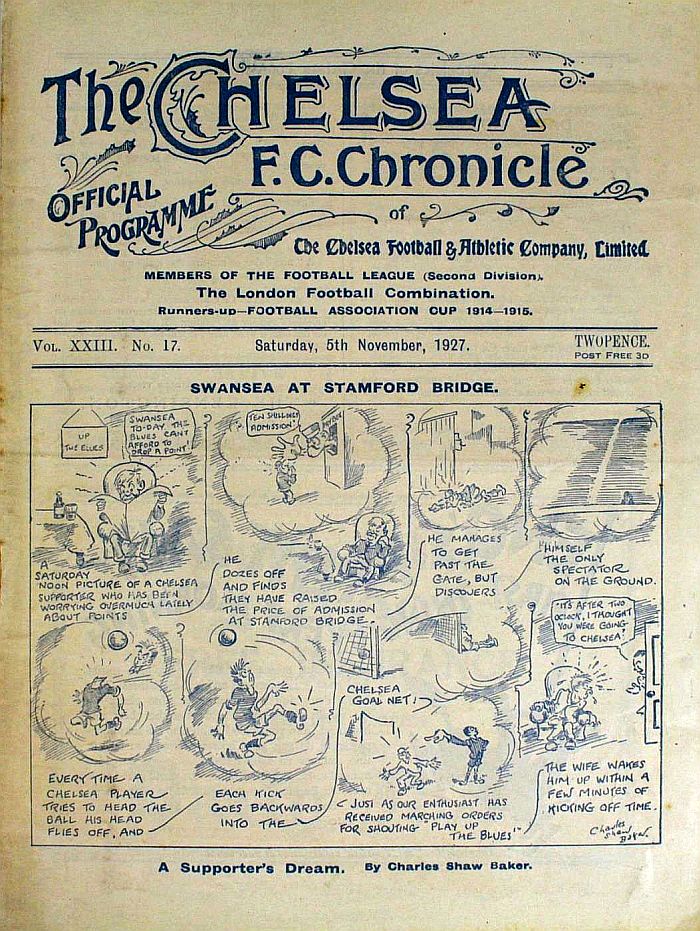 The CHELSEA
F.C. Chronicle
OFFICIAL
PROGRAMME
of
The Chelsea Football & Athletic Company, Limited.
MEMBERS OF THE FOOTBALL LEAGUE (Second Division).
The London Football Combination.
Runners-up—FOOTBALL ASSOCIATION CUP 1914—1915.
VOL. XXIII. No. 17.
Saturday, 5th November, 1927.
TWOPENCE.
POST FREE 3D
SWANSEA AT STAMFORD BRIDGE.
UP
THE BLUES
SWANSEA
TO-DAY THE
BLUES CAN'T
AFFORD TO
DROP A POINT!
A
SATURDAY
NOON PICTURE OF A CHELSEA
SUPPORTER WHO HAS BEEN
WORRYING OVERMUCH LATELY
ABOUT POINTS
TEN SHILLINGS
ADMISSION!
HE
DOZES OFF
AND FINDS
THEY HAVE RAISED
THE PRICE OF ADMISSION
AT STANFORD BRIDGE.
HE MANAGES
TO GET
PAST THE
GATE, BUT
DISCOVERS
HIMSELF
THE ONLY
SPECTATOR
ON THE GROUND.
EVERY TIME A
CHELSEA PLAYER
TRIES TO HEAD THE
BALL HIS HEAD
FLIES OFF, AND
EACH KICK
GOES BACKWARDS
INTO THE
CHELSEA
GOAL NET!
JUST AS OUR ENTHUSIAST HAS
RECEIVED MARCHING ORDERS
FOR SHOUTING "PLAY UP
THE BLUES"
"IT'S AFTER TWO
OCLOCK, I THOUGHT
YOU WERE GOING
TO CHELSEA!"
THE WIFE WAKES
HIM UP WITHIN A
FEW MINUTES OF
KICKING OFF TIME.
Charles
Shaw
Baker.
A Supporter's Dream. By Charles Shaw Baker.